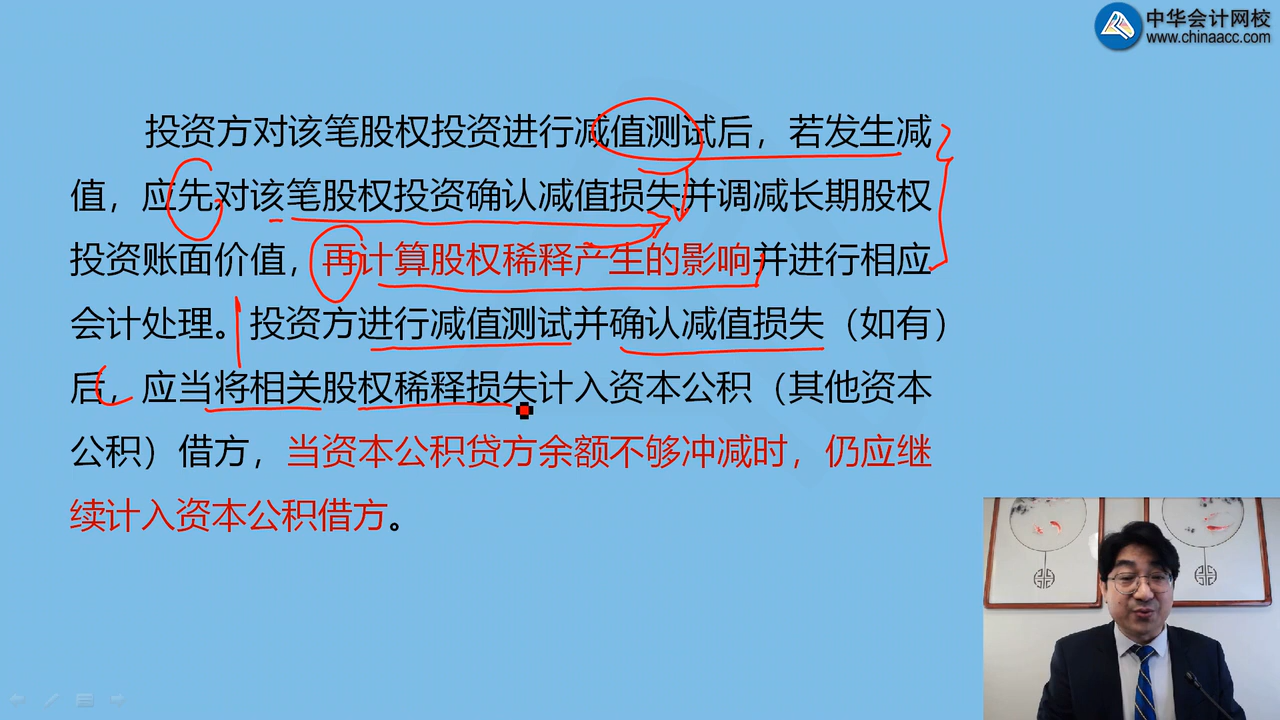 中华会计网校
www.chinaacc.com
投资方对该笔股权投资进行减值测试后，若发生减
值，应先对该笔股权投资确认减值损失并调减长期股权
投资账面价值，再计算股权稀释产生的影响并进行相应
会计处理。投资方进行减值测试并确认减值损失（如有）
后，应当将相关股权稀释损失计入资本公积（其他资本
公积）借方，当资本公积贷方余额不够冲减时，仍应继
续计入资本公积借方。